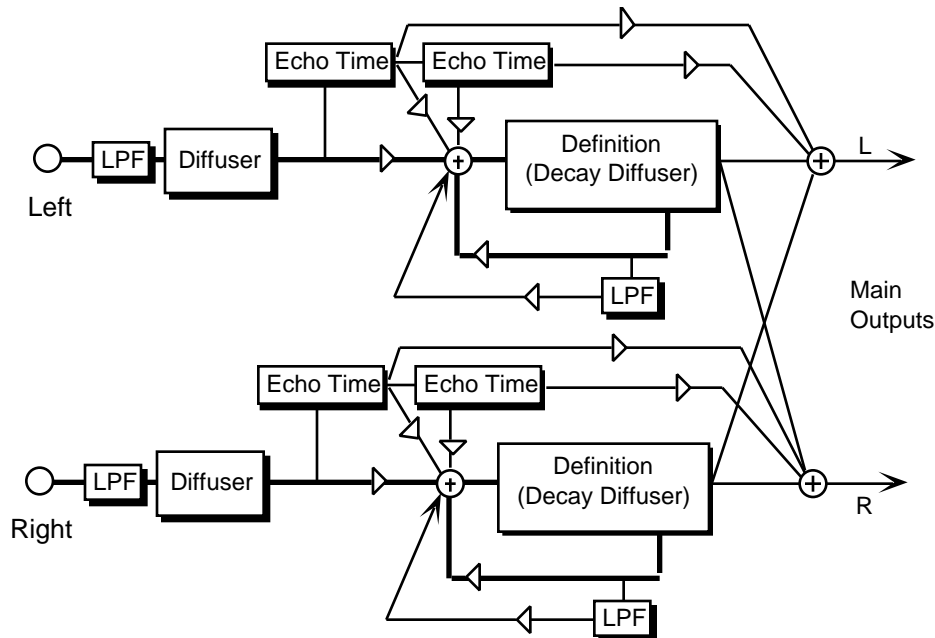 Echo Time
Echo Time
Definition
(Decay Diffuser)
LPF
Diffuser
+
+
L
Left
LPF
Main
Outputs
Echo Time
Echo Time
Definition
(Decay Diffuser)
LPF
Diffuser
+
+
R
Right
LPF